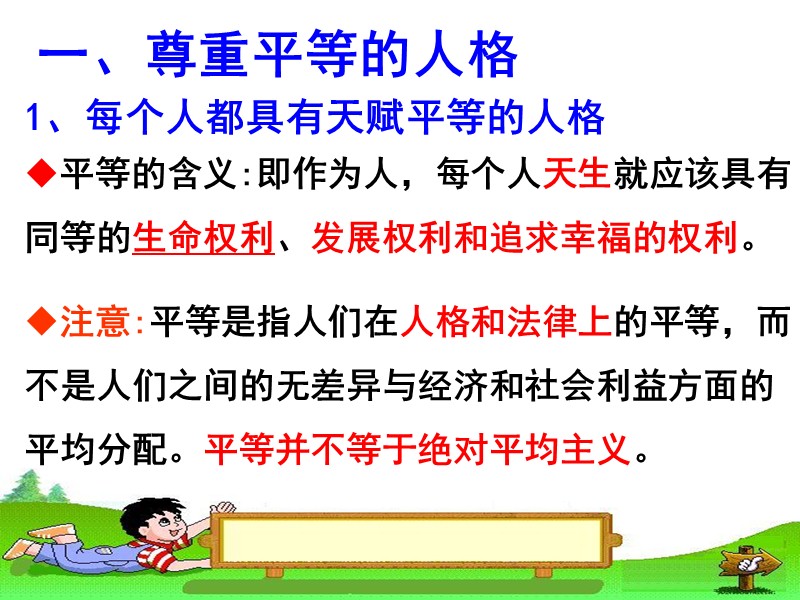 一、尊重平等的人格
1、每个人都具有天赋平等的人格
◆平等的含义:即作为人，每个人天生就应该具有
同等的生命权利、发展权利和追求幸福的权利。
◆注意:平等是指人们在人格和法律上的平等，而
不是人们之间的无差异与经济和社会利益方面的
平均分配。平等并不等于绝对平均主义。